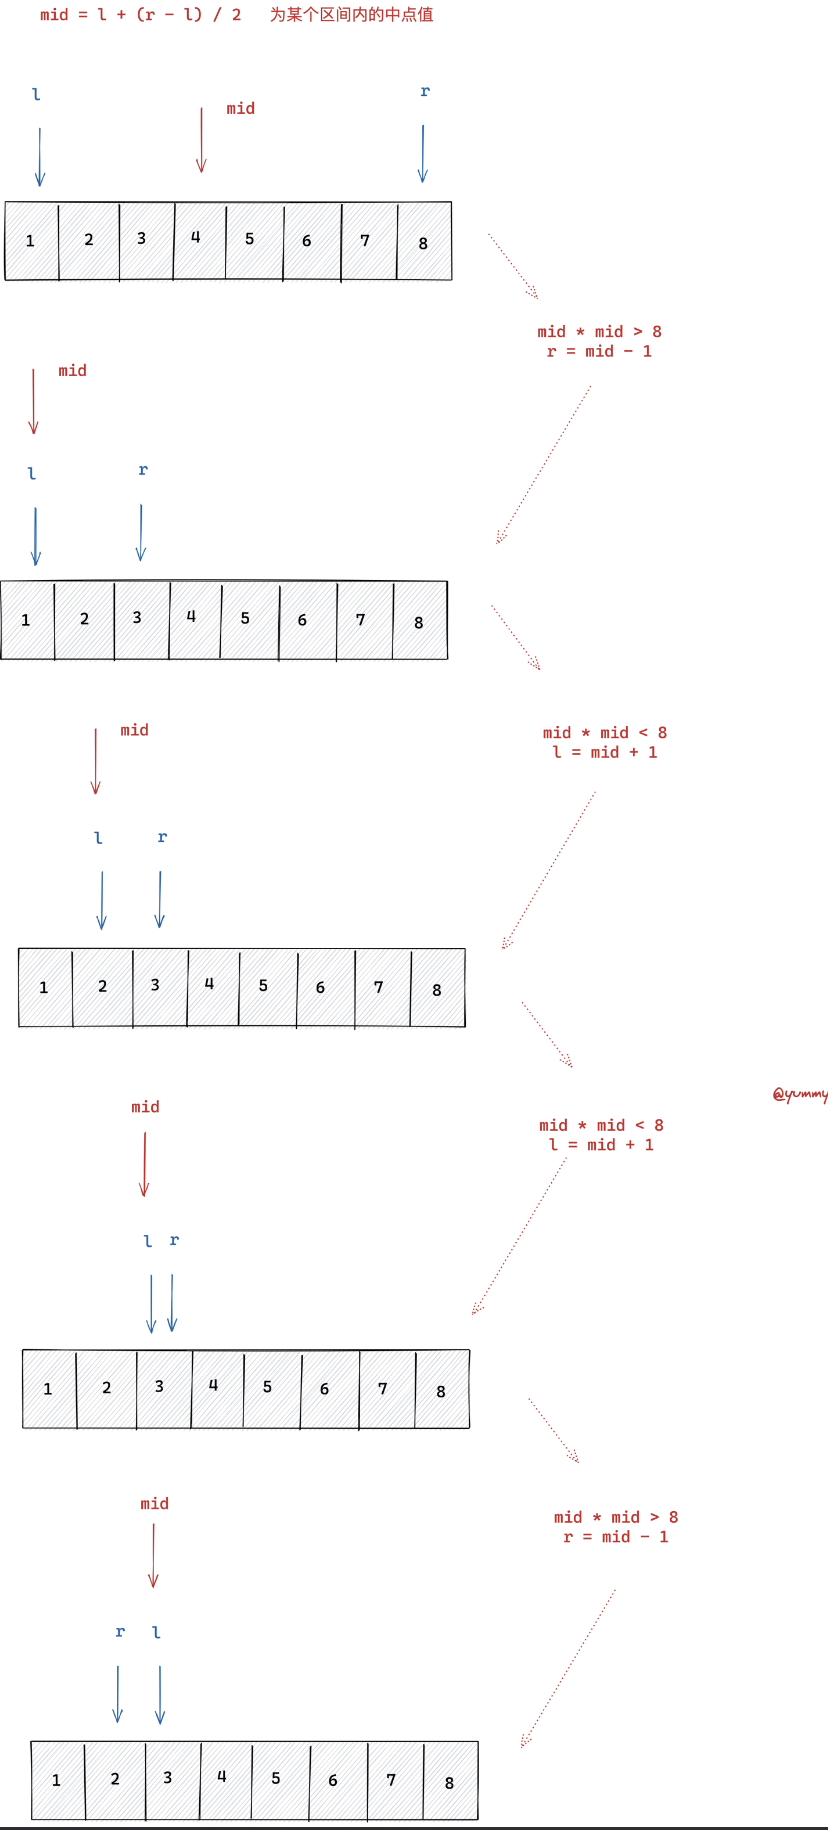 mid = l + (r - l) / 2 为某个区间内的中点值
l
mid
r
1 2 3 4 5 6 7 8
mid * mid > 8
r = mid - 1
mid
l r
1 2 3 4 5 6 7 8
mid
mid * mid < 8
l = mid + 1
l r
1 2 3 4 5 6 7 8
@yummy
mid
mid * mid < 8
l = mid + 1
l r
1 2 3 4 5 6 7 8
mid
mid * mid > 8
r = mid - 1
r l
1 2 3 4 5 6 7 8